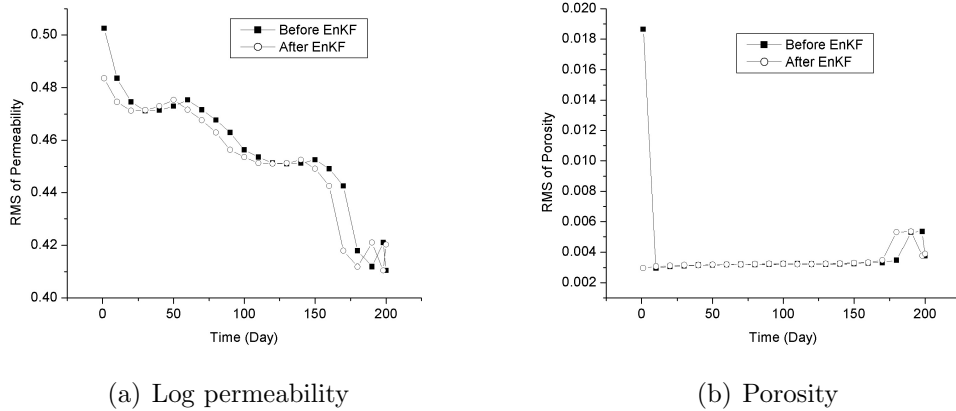 0.50
0.48
0.46
0.44
0.42
0.40
RMS of Permeability
Before EnKF
After EnKF
0
50
100
150
200
Time (Day)
(a) Log permeability
0.020
0.018
0.016
0.014
0.012
0.010
0.008
0.006
0.004
0.002
RMS of Porosity
Before EnKF
After EnKF
0
50
100
150
200
Time (Day)
(b) Porosity